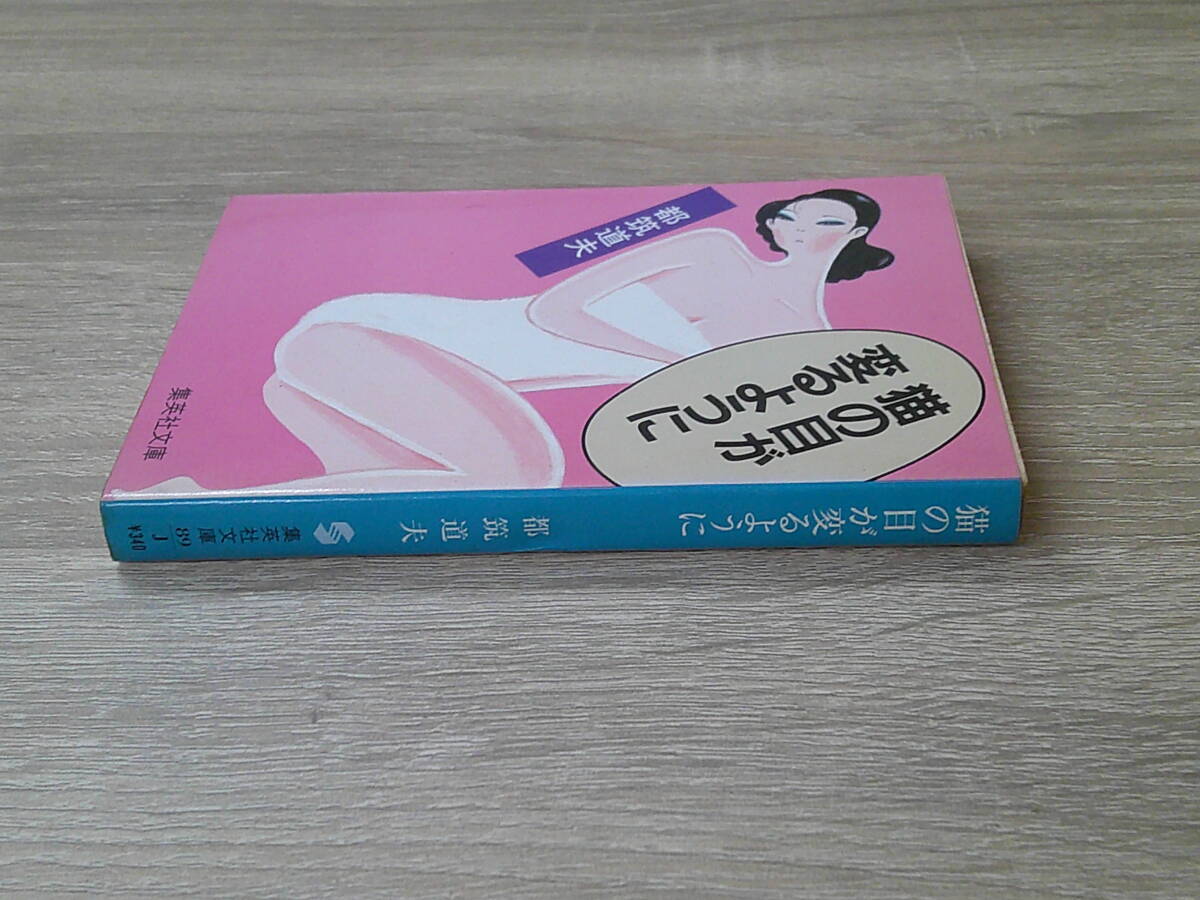 都筑道夫
猫の目が
変るように
集英社文庫
猫の目が変るように
都筑道夫
集英社文庫
89
J
¥340